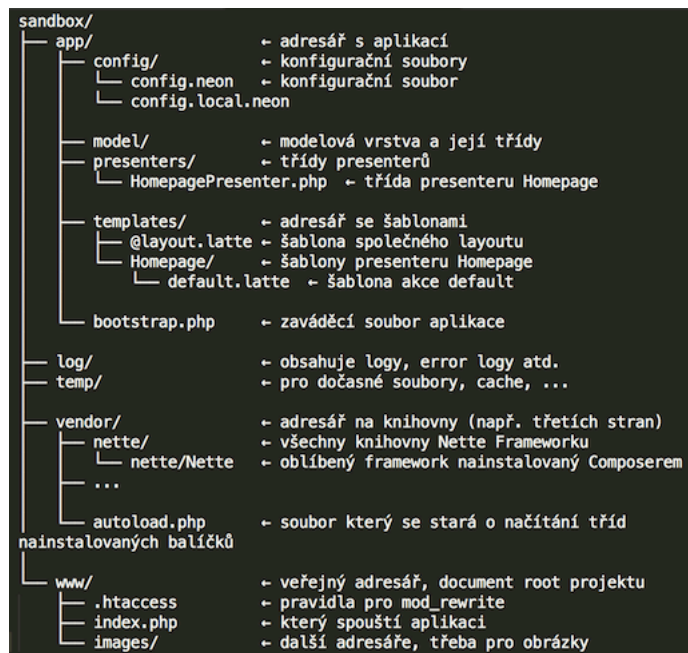 sandbox/
├── app/ ← adresář s aplikací
│   ├── config/ ← konfigurační soubory
│   │   └── config.neon ← konfigurační soubor
│   │   └── config.local.neon
│   ├── model/ ← modelová vrstva a její třídy
│   ├── presenters/ ← třídy presenterů
│   │   └── HomepagePresenter.php ← třída presenteru Homepage
│   ├── templates/ ← adresář se šablonami
│   │   ├── @layout.latte ← šablona společného layoutu
│   │   └── Homepage/ ← šablony presenteru Homepage
│   │       └── default.latte ← šablona akce default
│   └── bootstrap.php ← zaváděcí soubor aplikace
├── log/ ← obsahuje logy, error logy atd.
├── temp/ ← pro dočasné soubory, cache, ...
├── vendor/ ← adresář na knihovny (např. třetích stran)
│   ├── nette/ ← všechny knihovny Nette Frameworku
│   │   └── nette/Nette ← oblíbený framework nainstalovaný Composerem
│   ├── ...
│   └── autoload.php ← soubor který se stará o načítání tříd
nainstalovaných balíčků
└── www/ ← veřejný adresář, document root projektu
    ├── .htaccess ← pravidla pro mod_rewrite
    ├── index.php ← který spouští aplikaci
    └── images/ ← další adresáře, třeba pro obrázky